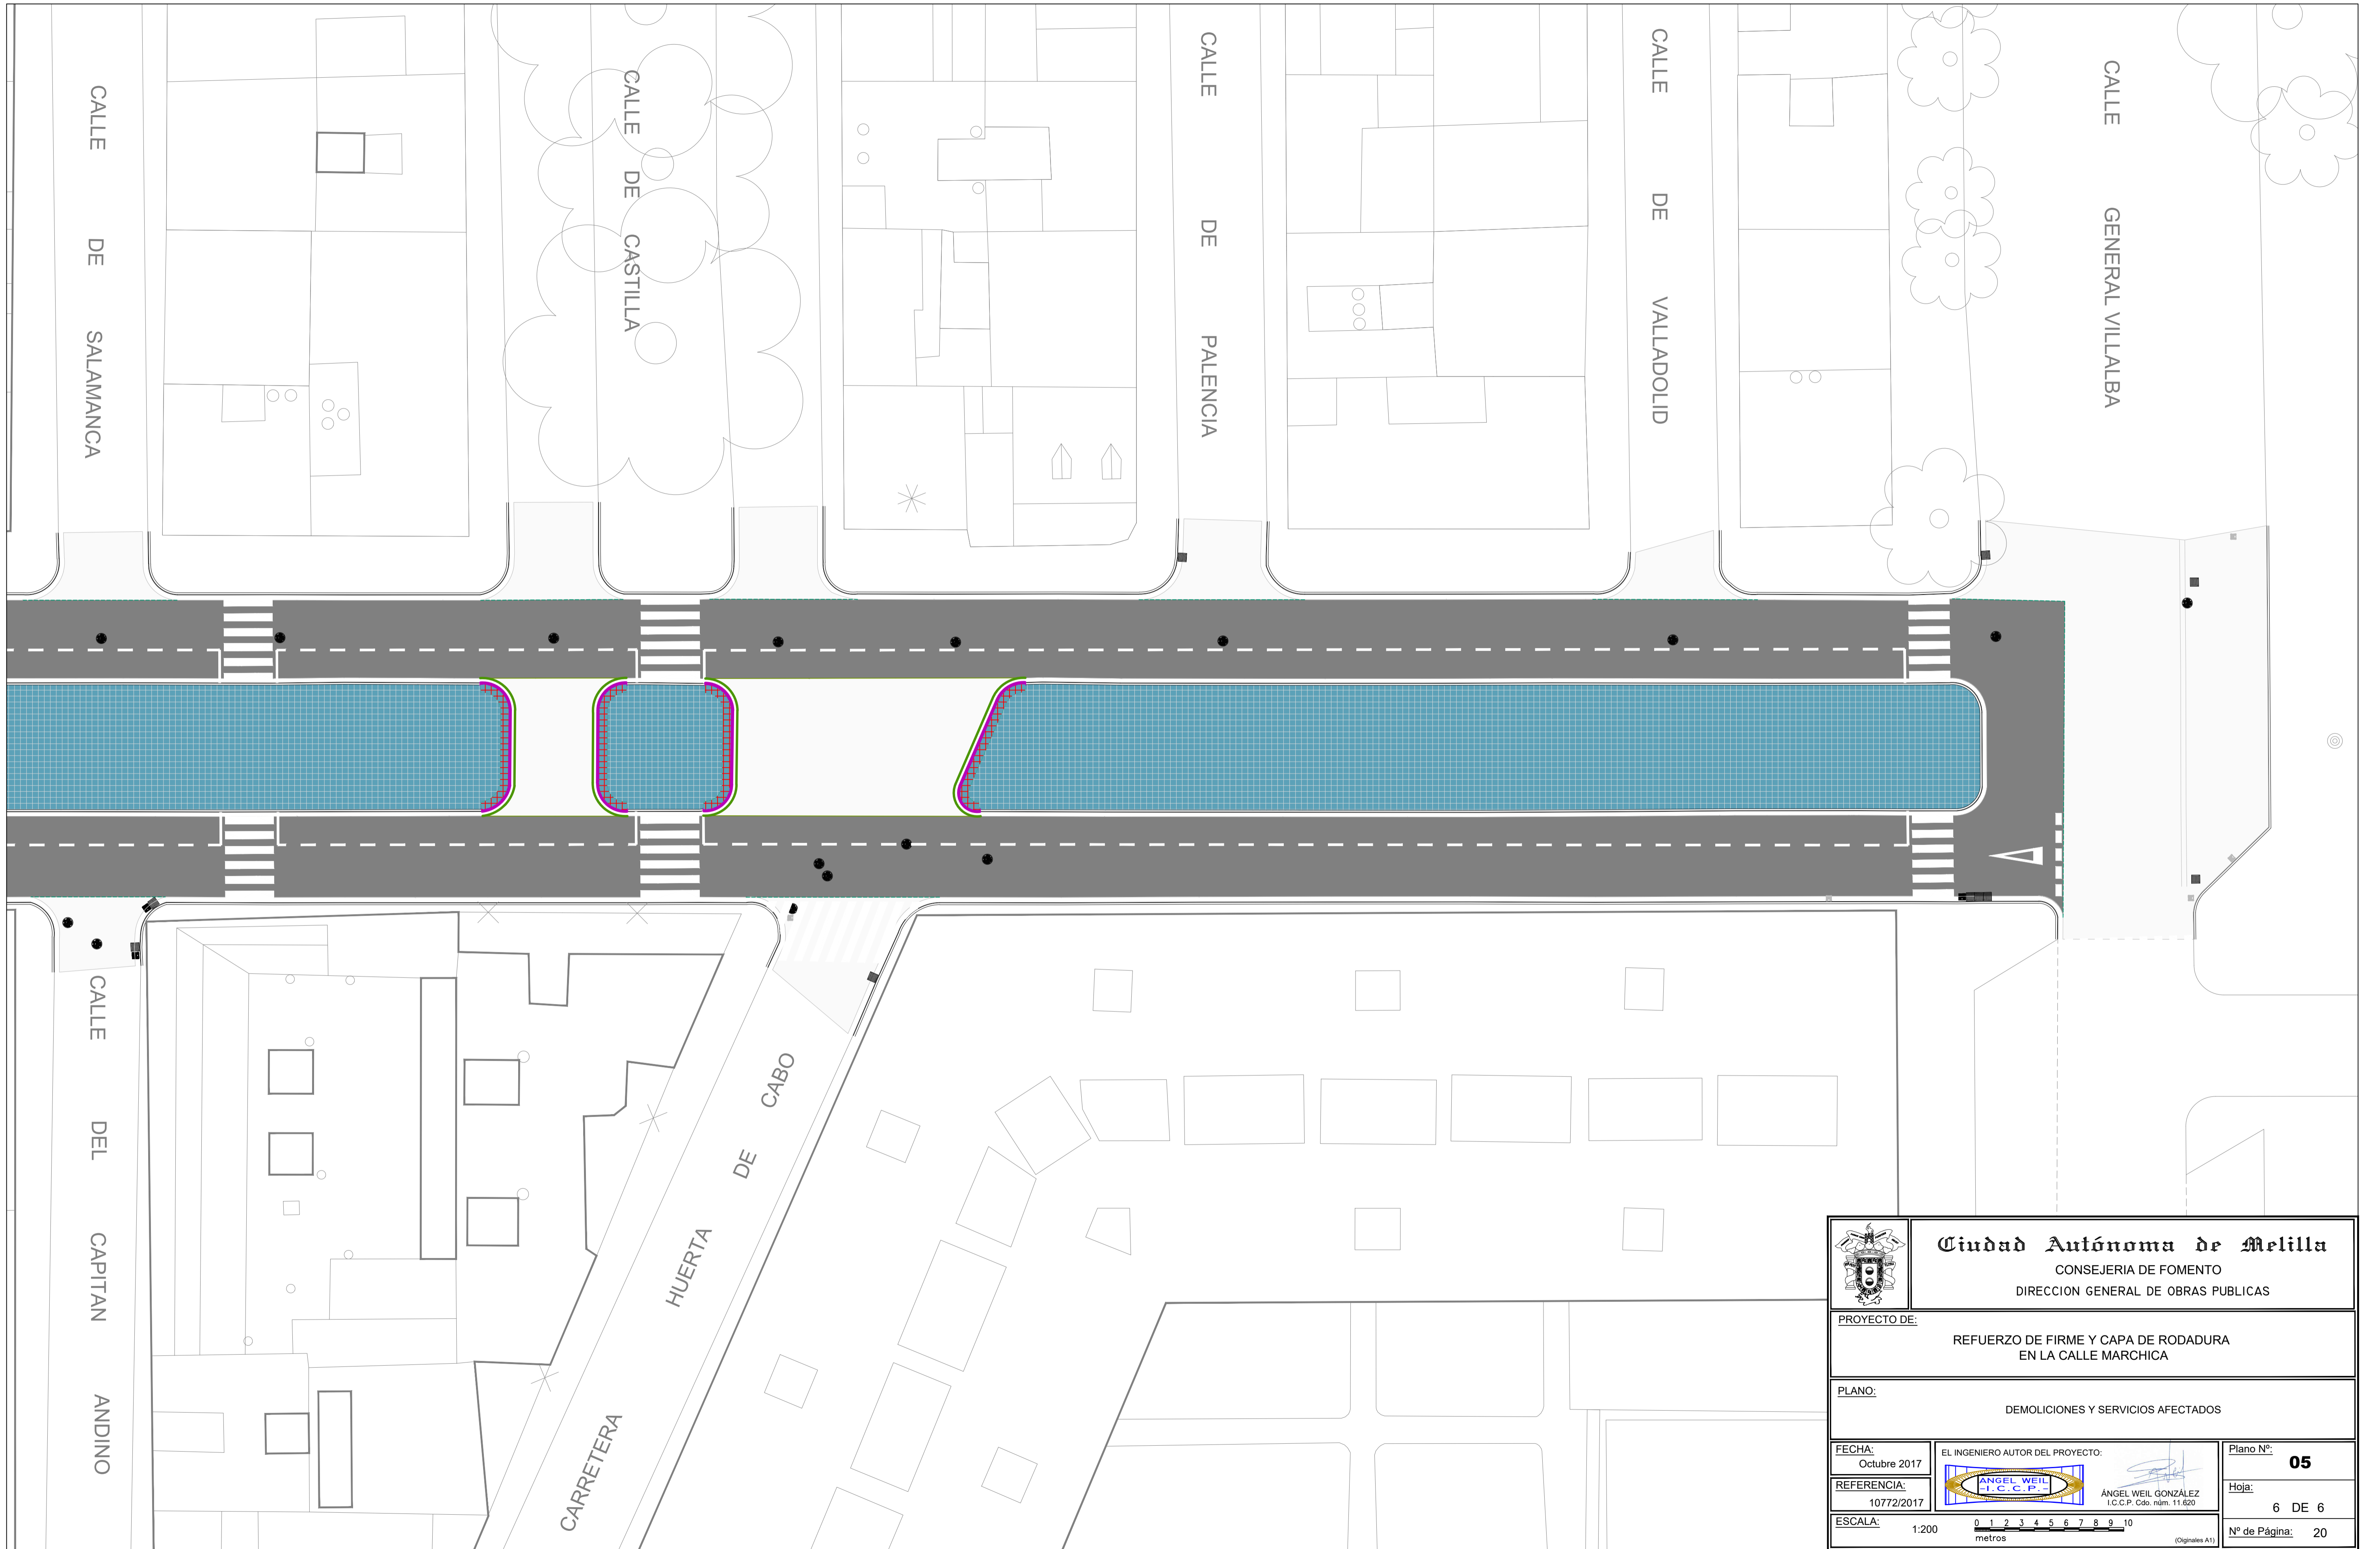 CALLE DE SALAMANCA
CALLE DE CASTILLA
CALLE DE PALENCIA
CALLE DE VALLADOLID
CALLE GENERAL VILLALBA
CALLE DEL CAPITAN ANDINO
CARRETERA HUERTA DE CABO
Ciudad Autónoma de Melilla
CONSEJERIA DE FOMENTO
DIRECCION GENERAL DE OBRAS PUBLICAS
PROYECTO DE:
REFUERZO DE FIRME Y CAPA DE RODADURA
EN LA CALLE MARCHICA
PLANO:
DEMOLICIONES Y SERVICIOS AFECTADOS
FECHA:
Octubre 2017
REFERENCIA:
10772/2017
EL INGENIERO AUTOR DEL PROYECTO:
ANGEL WEIL
-I.C.C.P.-
ÁNGEL WEIL GONZÁLEZ
I.C.C.P. Cdo. núm. 11.620
Plano Nº:
05
Hoja:
6 DE 6
ESCALA:
1:200
0 1 2 3 4 5 6 7 8 9 10
metros
(Oiginales A1)
Nº de Página: 20